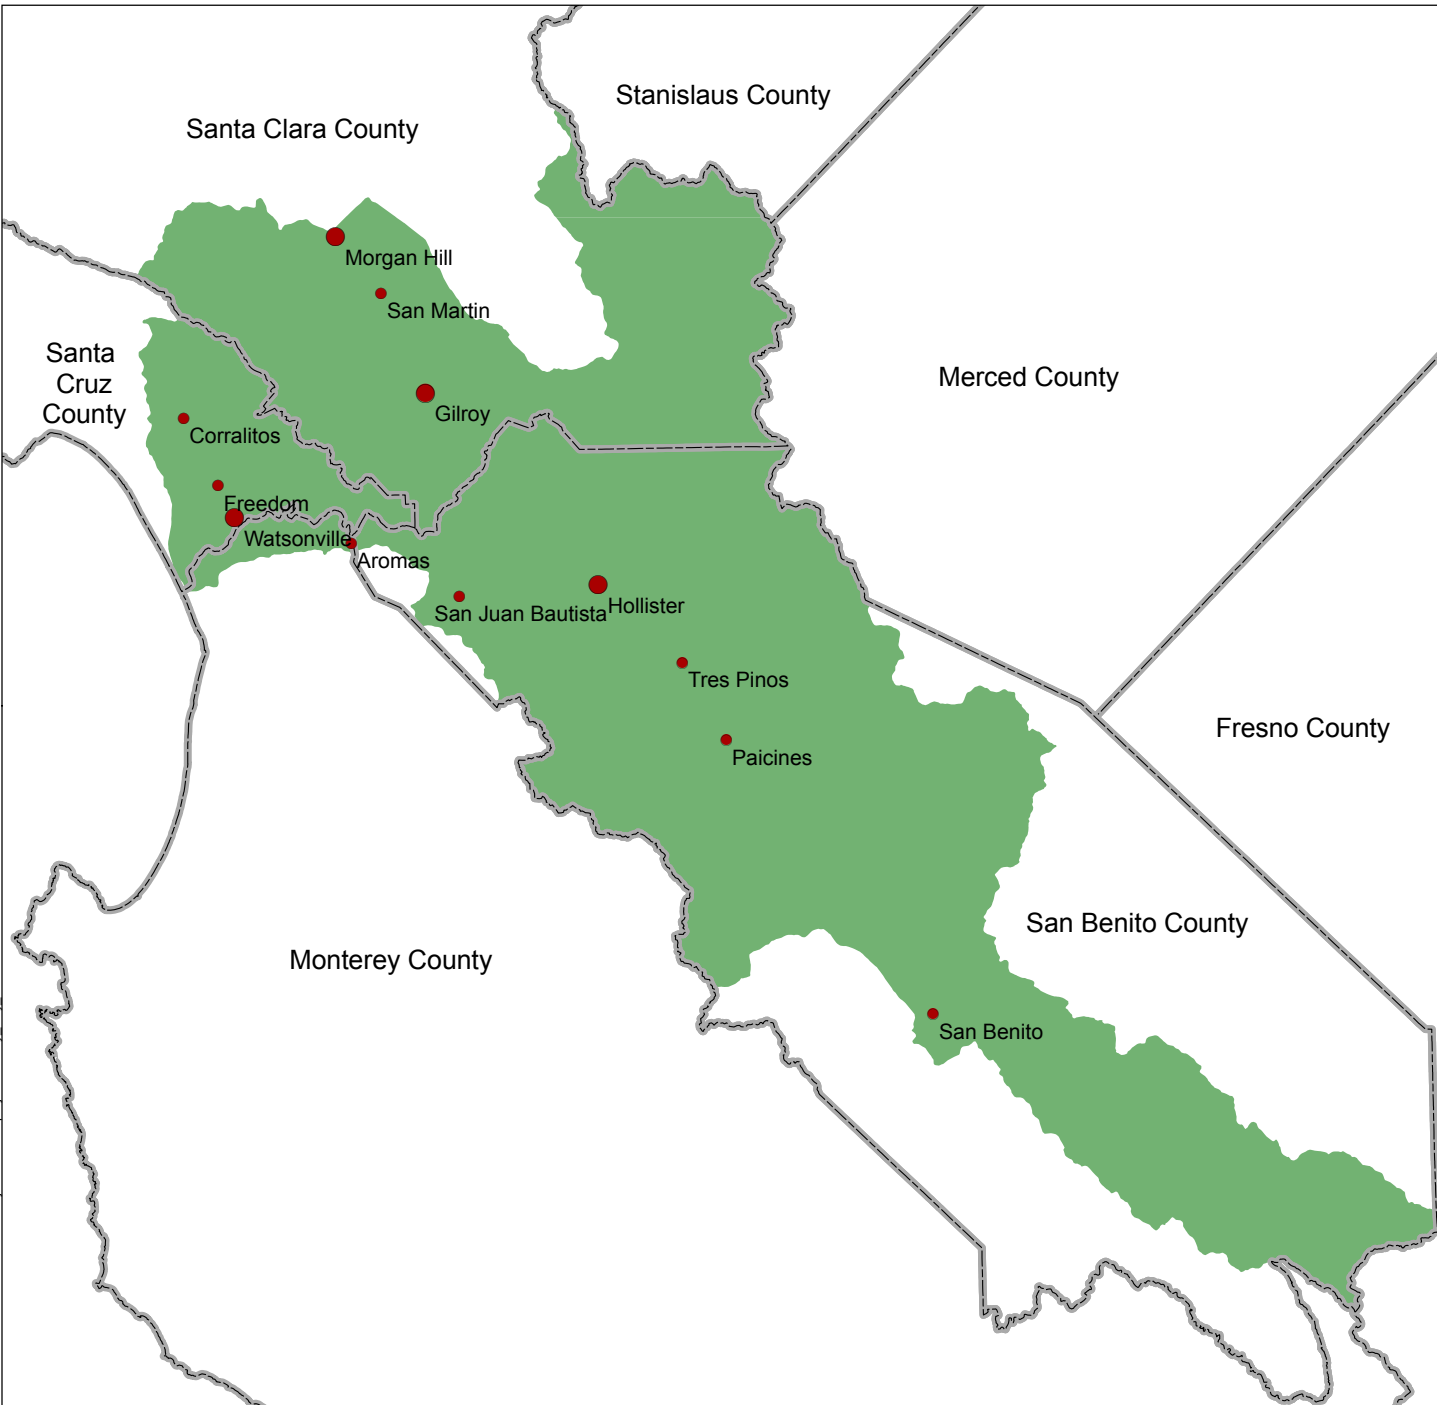 Stanislaus County
Santa Clara County
Morgan Hill
San Martin
Santa
Cruz
County
Merced County
Gilroy
Corralitos
Freedom
Watsonville
Aromas
San Juan Bautista
Hollister
Tres Pinos
Paicines
Fresno County
San Benito County
Monterey County
San Benito